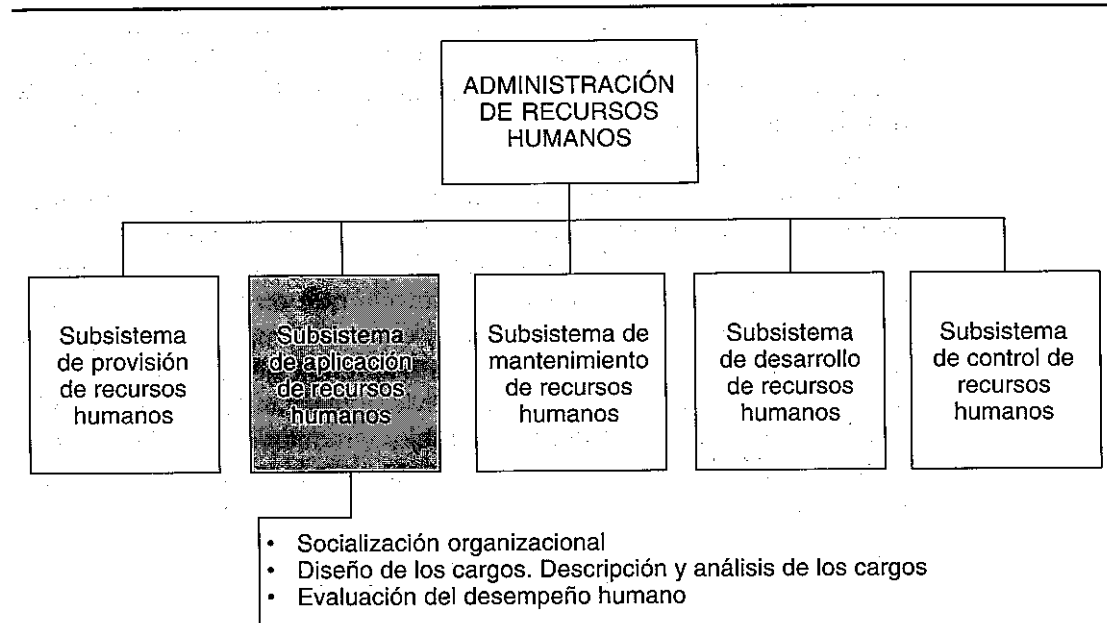 ADMINISTRACIÓN
DE RECURSOS
HUMANOS
Subsistema
de provisión
de recursos
humanos
Subsistema
de aplicación
de recursos
humanos
Subsistema de
mantenimiento
de recursos
humanos
Subsistema
de desarrollo
de recursos
humanos
Subsistema
de control de
recursos
humanos
• Socialización organizacional
• Diseño de los cargos. Descripción y análisis de los cargos
• Evaluación del desempeño humano